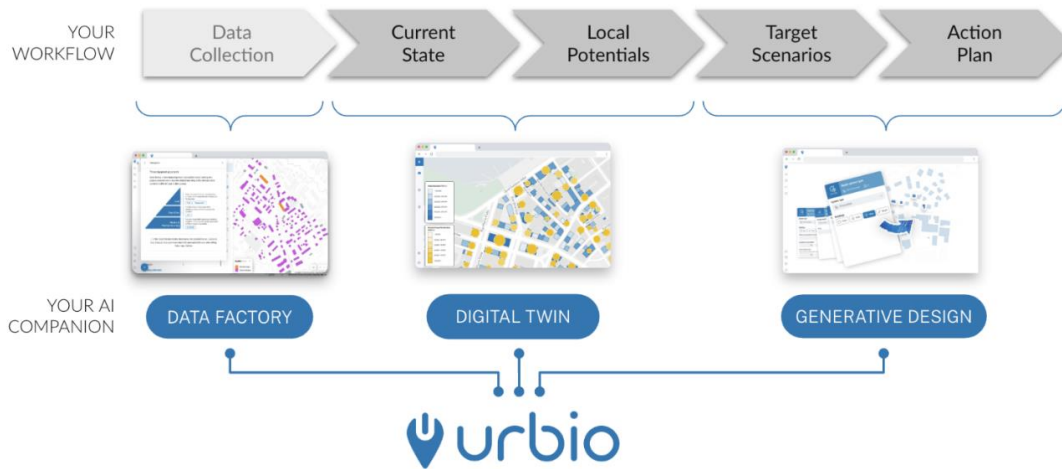 YOUR
WORKFLOW
Data
Collection
Current
State
Local
Potentials
Target
Scenarios
Action
Plan
YOUR AI
COMPANION
DATA FACTORY
DIGITAL TWIN
GENERATIVE DESIGN
urbio